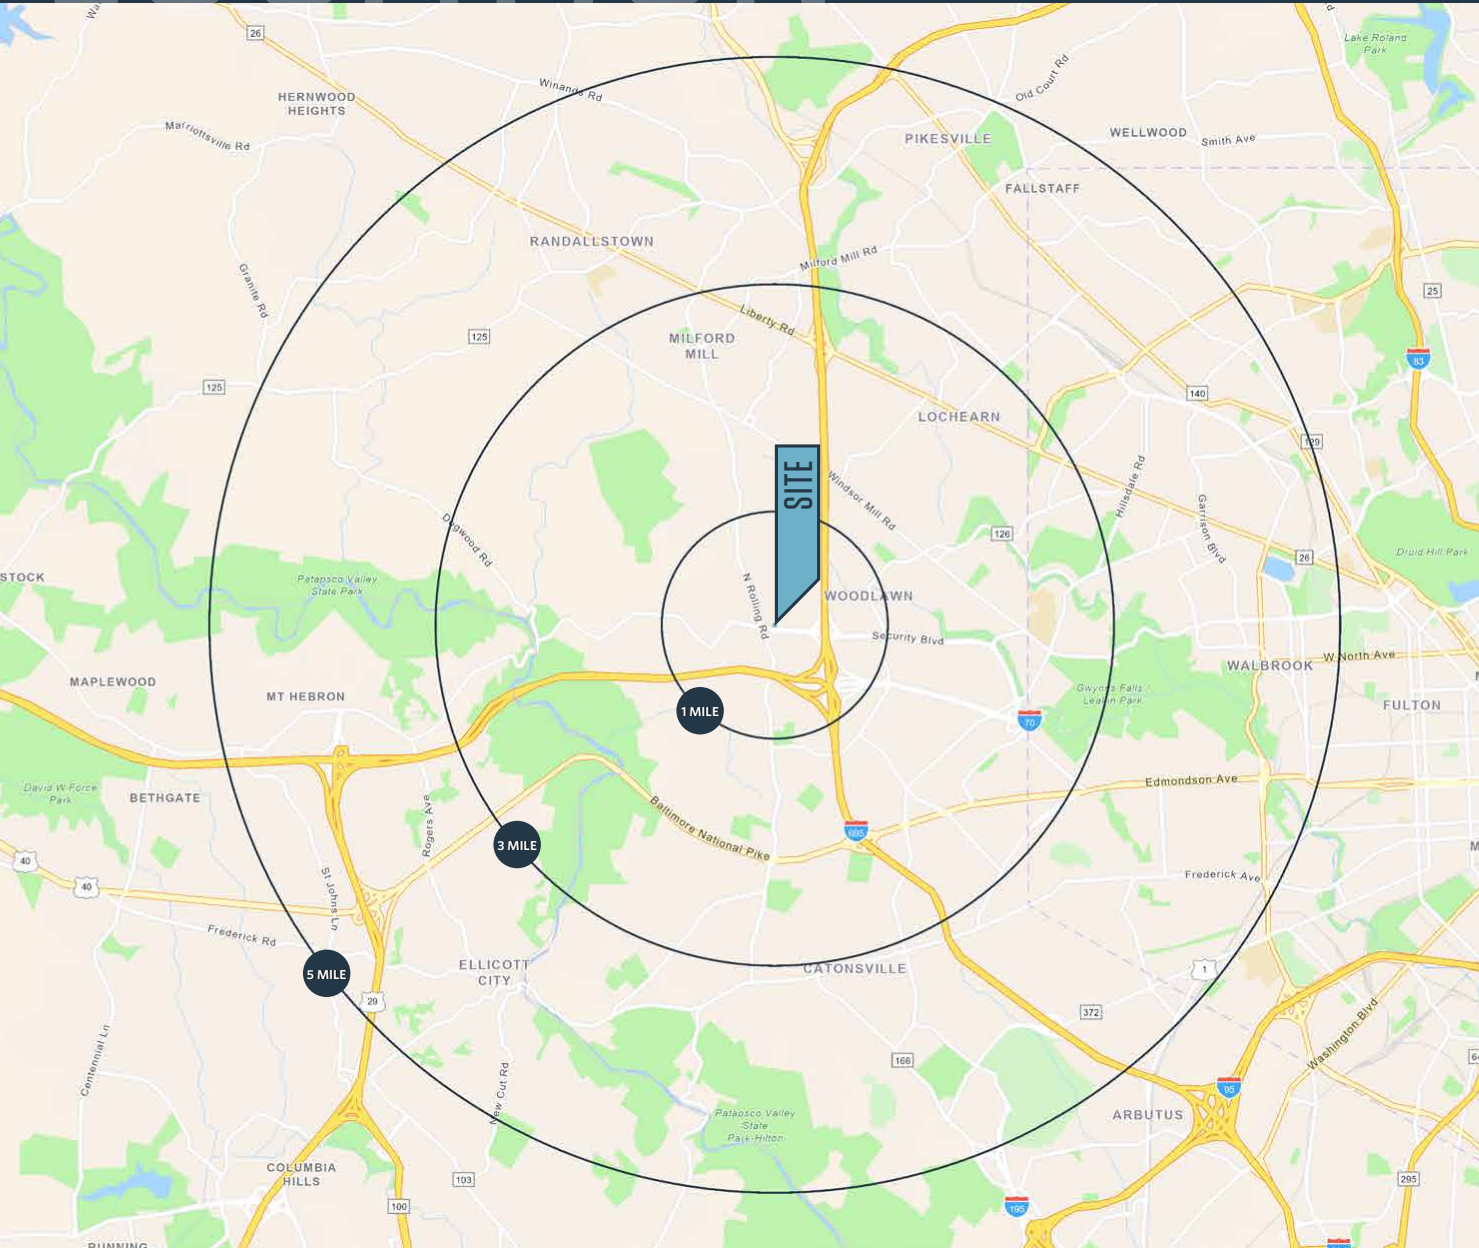 26
Winands Rd
Old Court Rd
Lake Roland
Park
HERNWOOD
HEIGHTS
Marriottsville Rd
PIKESVILLE
WELLWOOD
Smith Ave
FALLSTAFF
RANDALLSTOWN
Milford Mill Rd
Granite Rd
25
Liberty Rd
125
MILFORD
MILL
83
125
140
LOCHEARN
129
SITE
Windsor Mill Rd
Hillsdale Rd
Garrison Blvd
Dogwood Rd
126
26
Druid Hill Park
STOCK
Patapsco Valley
State Park
N Rolling Rd
WOODLAWN
Security Blvd
W North Ave
WALBROOK
MAPLEWOOD
MT HEBRON
Gwynns Falls /
Leakin Park
FULTON
1 MILE
70
David W Force
Park
BETHGATE
Edmondson Ave
Rogers Ave
Baltimore National Pike
695
3 MILE
40
40
St Johns Ln
Frederick Ave
Frederick Rd
ELLICOTT
CITY
CATONSVILLE
5 MILE
1
29
372
Washington Blvd
Centennial Ln
166
New Cut Rd
95
Patapsco Valley
State
Park-Hilton
ARBUTUS
COLUMBIA
HILLS
103
295
100
195